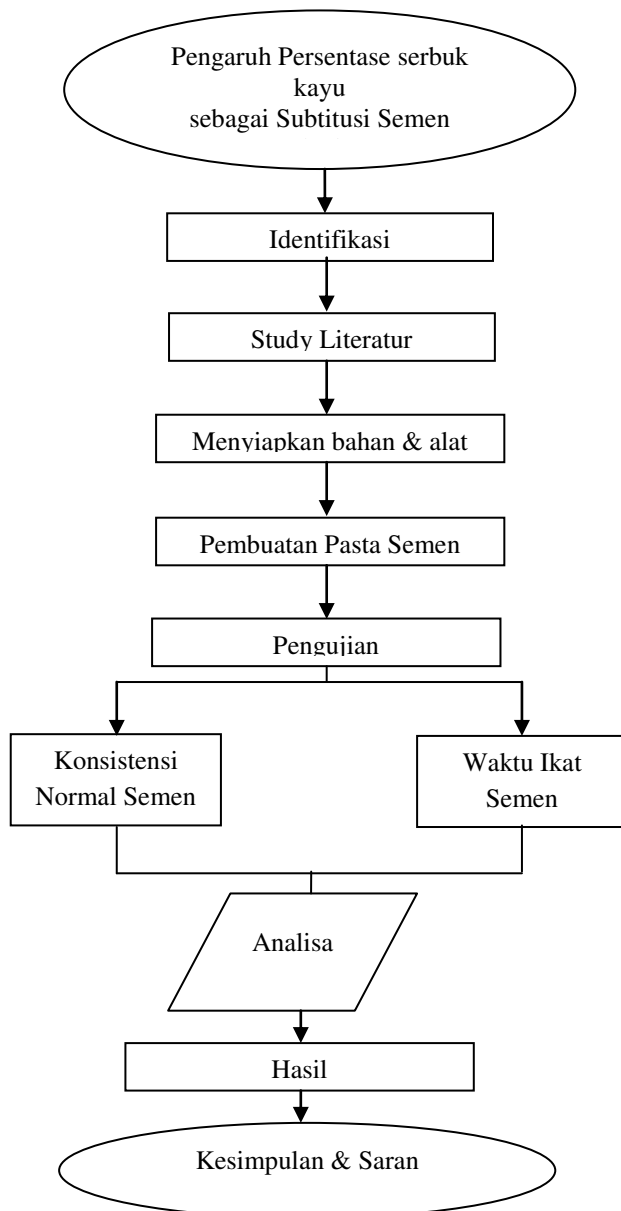 Pengaruh Persentase serbuk
kayu
sebagai Subtitusi Semen
Identifikasi
Study Literatur
Menyiapkan bahan & alat
Pembuatan Pasta Semen
Pengujian
Konsistensi
Normal Semen
Waktu Ikat
Semen
Analisa
Hasil
Kesimpulan & Saran